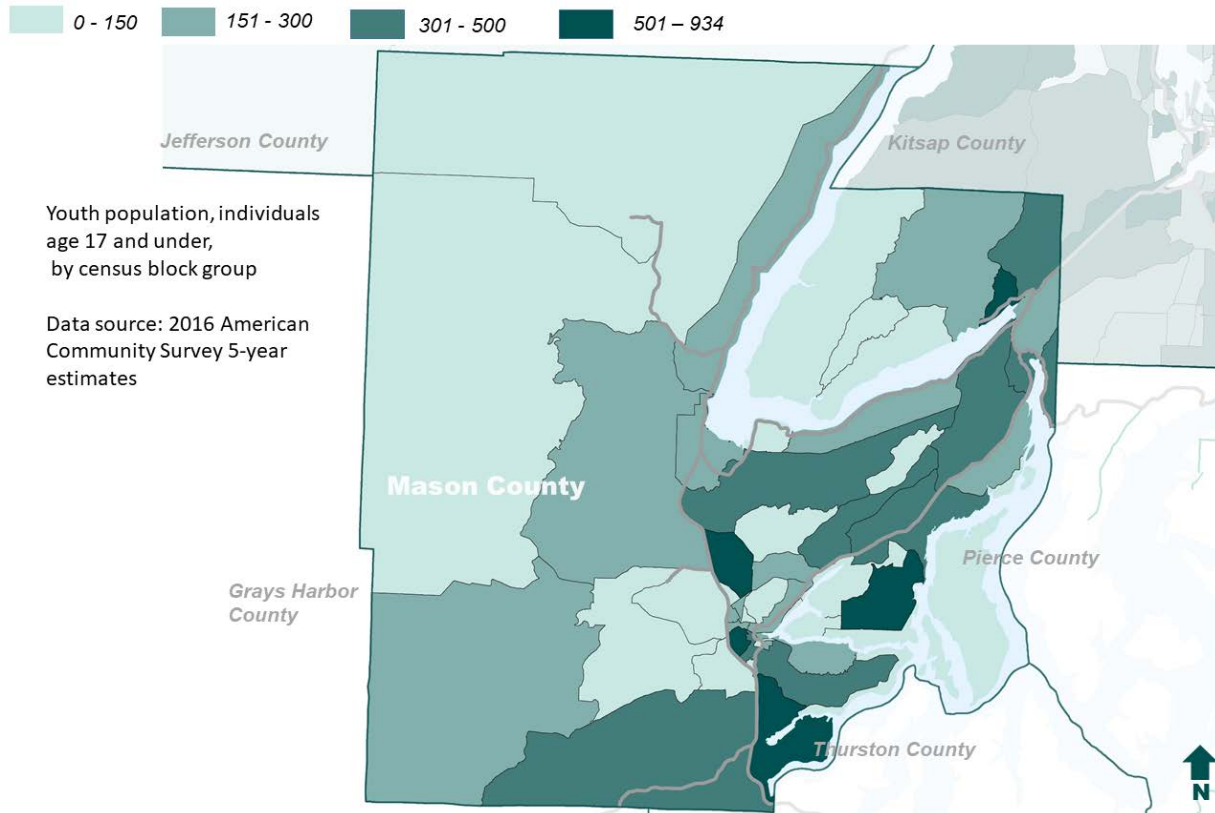 0 - 150
151 - 300
301 - 500
501 – 934
Jefferson County
Kitsap County
Youth population, individuals
age 17 and under,
by census block group
Data source: 2016 American
Community Survey 5-year
estimates
Mason County
Pierce County
Grays Harbor
County
Thurston County
N